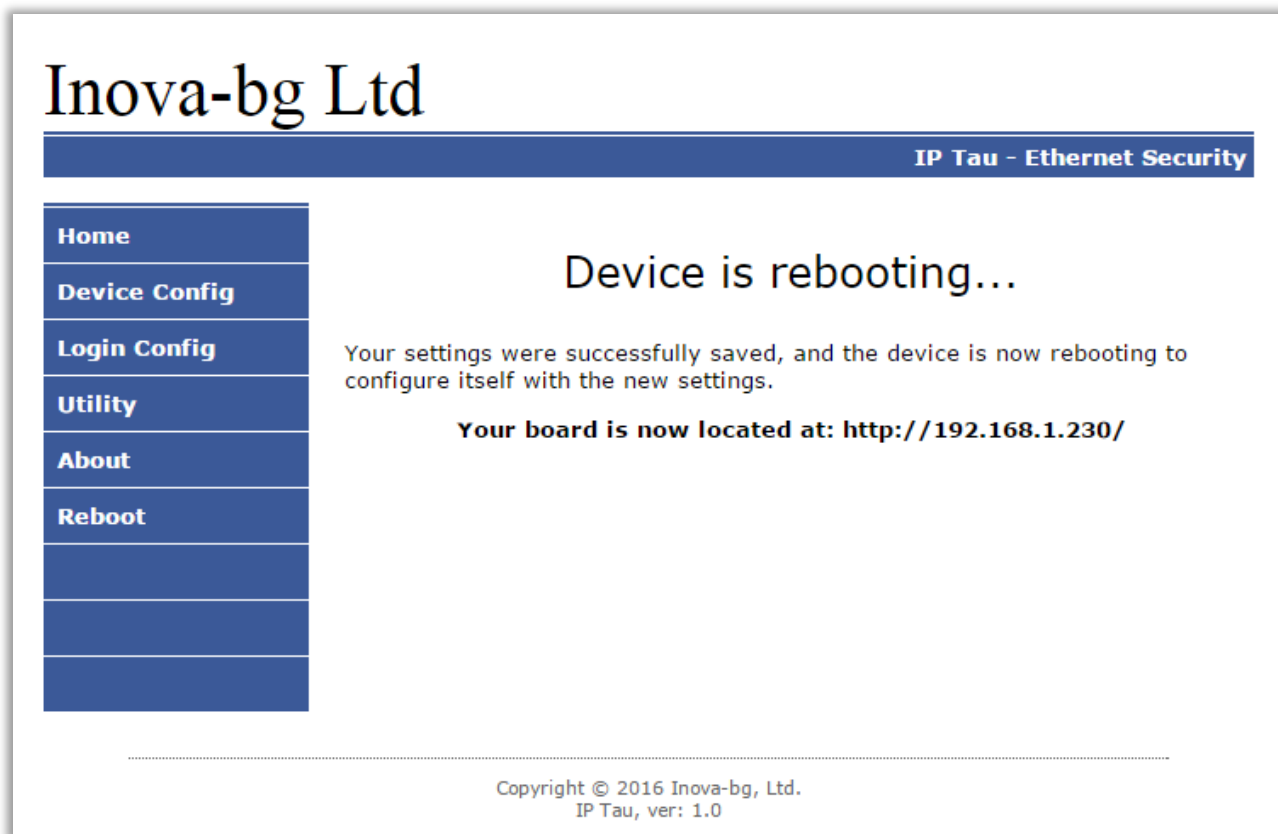 Inova-bg Ltd
IP Tau - Ethernet Security
Home
Device Config
Login Config
Utility
About
Reboot
Device is rebooting...
Your settings were successfully saved, and the device is now rebooting to
configure itself with the new settings.
Your board is now located at: http://192.168.1.230/
Copyright © 2016 Inova-bg, Ltd.
IP Tau, ver: 1.0